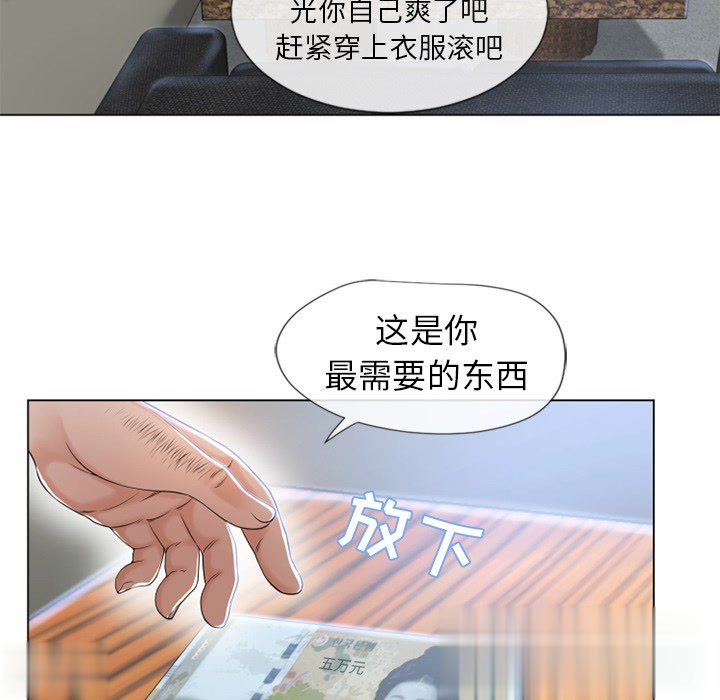 光你自己爽了吧
赶紧穿上衣服滚吧
这是你
最需要的东西
放下
五万元